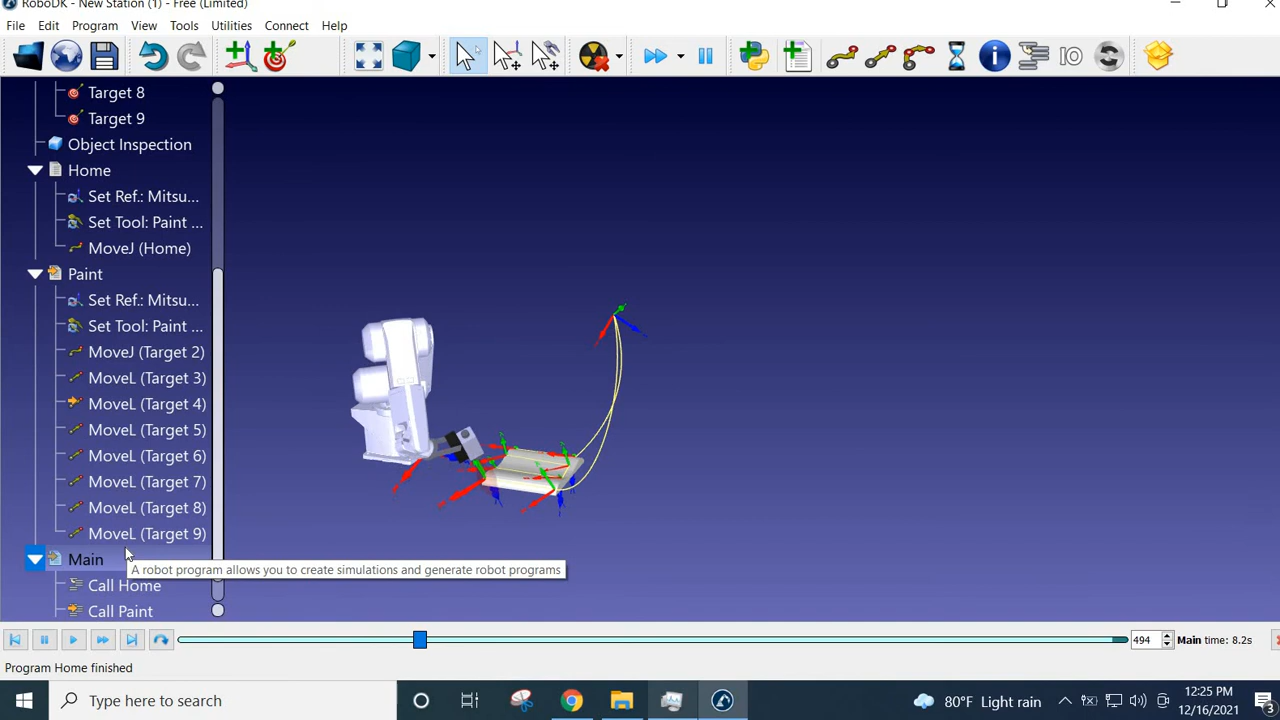 RoboDK - New Station (1) - Free (Limited)
File Edit Program View Tools Utilities Connect Help
IO
Target 8
Target 9
Object Inspection
Home
Set Ref.: Mitsu...
Set Tool: Paint ...
MoveJ (Home)
Paint
Set Ref.: Mitsu...
Set Tool: Paint ...
MoveJ (Target 2)
MoveL (Target 3)
MoveL (Target 4)
MoveL (Target 5)
MoveL (Target 6)
MoveL (Target 7)
MoveL (Target 8)
MoveL (Target 9)
Main
A robot program allows you to create simulations and generate robot programs
Call Home
Call Paint
494 Main time: 8.2s
Program Home finished
Type here to search
80°F Light rain
12:25 PM
12/16/2021
3